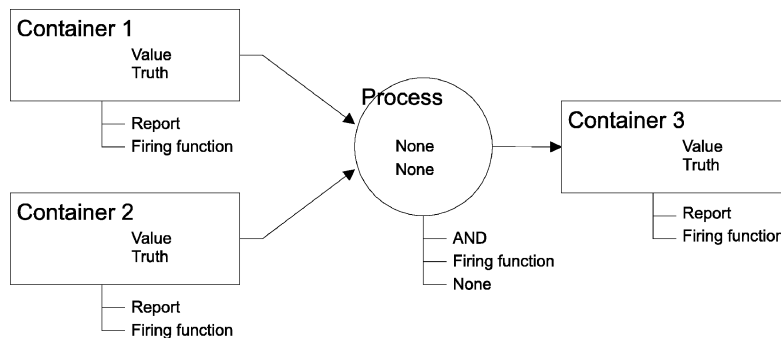 Container 1
Value
Truth
Report
Firing function
Container 2
Value
Truth
Report
Firing function
Process
None
None
AND
Firing function
None
Container 3
Value
Truth
Report
Firing function